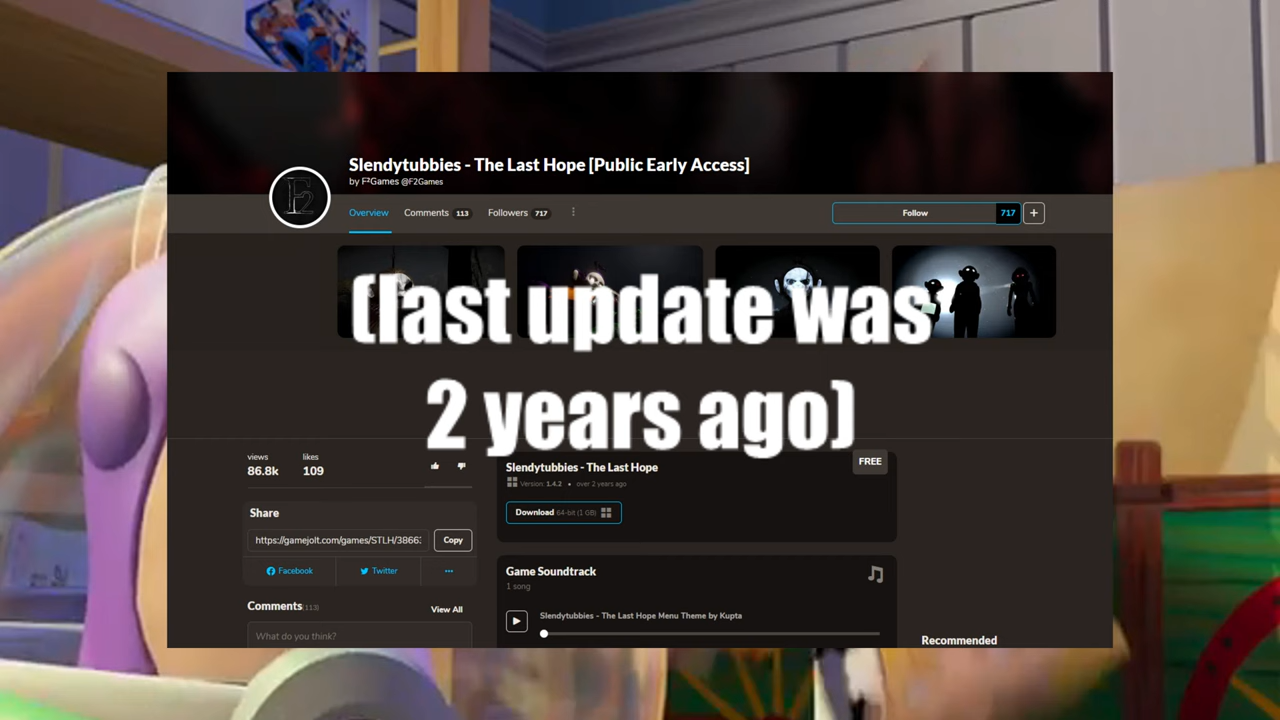 Slendytubbies - The Last Hope [Public Early Access]
by F²Games @F2Games
F2
Overview Comments 113 Followers 717
Follow 717 +
(last update was
2 years ago)
views likes
86.8k 109
Share
https://gamejolt.com/games/STLH/3866: Copy
Facebook Twitter
Comments (113) View All
What do you think?
Slendytubbies - The Last Hope FREE
Version: 1.4.2 • over 2 years ago
Download 64-bit (1 GB)
Game Soundtrack
1 song
Slendytubbies - The Last Hope Menu Theme by Kupta
Recommended